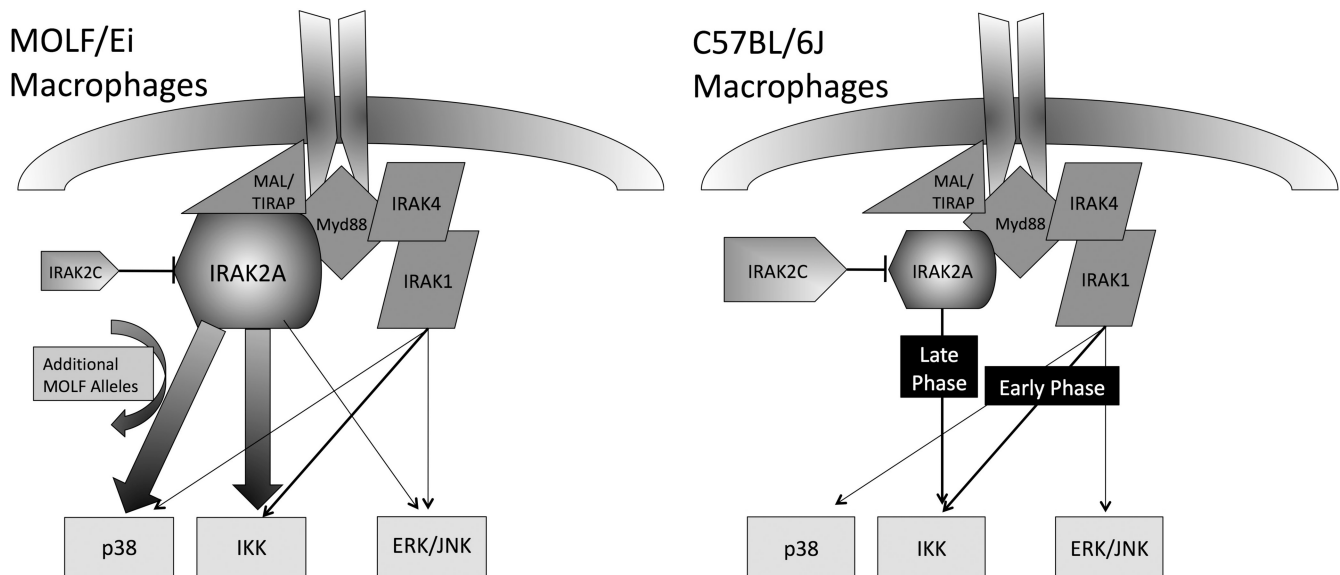 MOLF/Ei
Macrophages
MAL/
TIRAP
Myd88
IRAK4
IRAK2C
IRAK2A
IRAK1
Additional
MOLF Alleles
p38
IKK
ERK/JNK
C57BL/6J
Macrophages
MAL/
TIRAP
Myd88
IRAK4
IRAK2C
IRAK2A
IRAK1
Late
Phase
Early Phase
p38
IKK
ERK/JNK